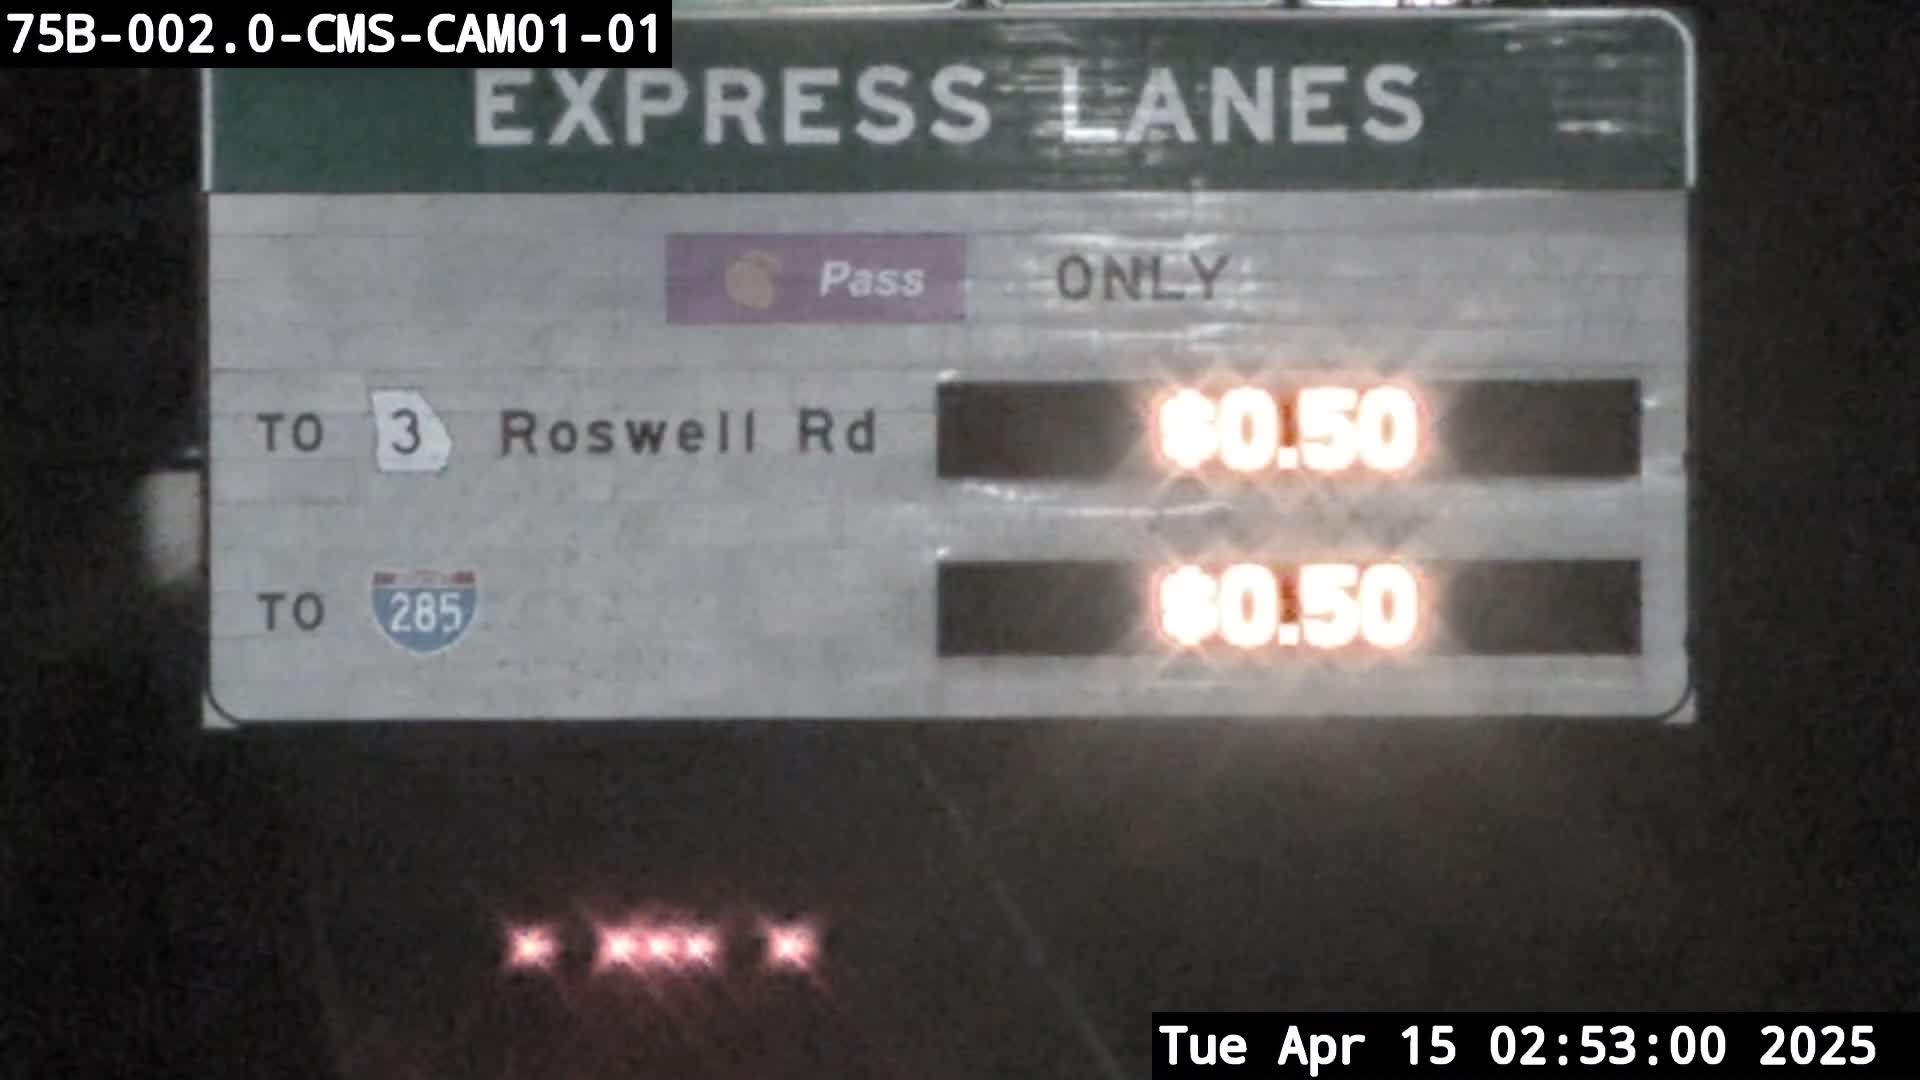 75B-002.0-CMS-CAM01-01
EXPRESS LANES
Pass ONLY
TO 3 Roswell Rd $0.50
TO 285 $0.50
Tue Apr 15 02:53:00 2025